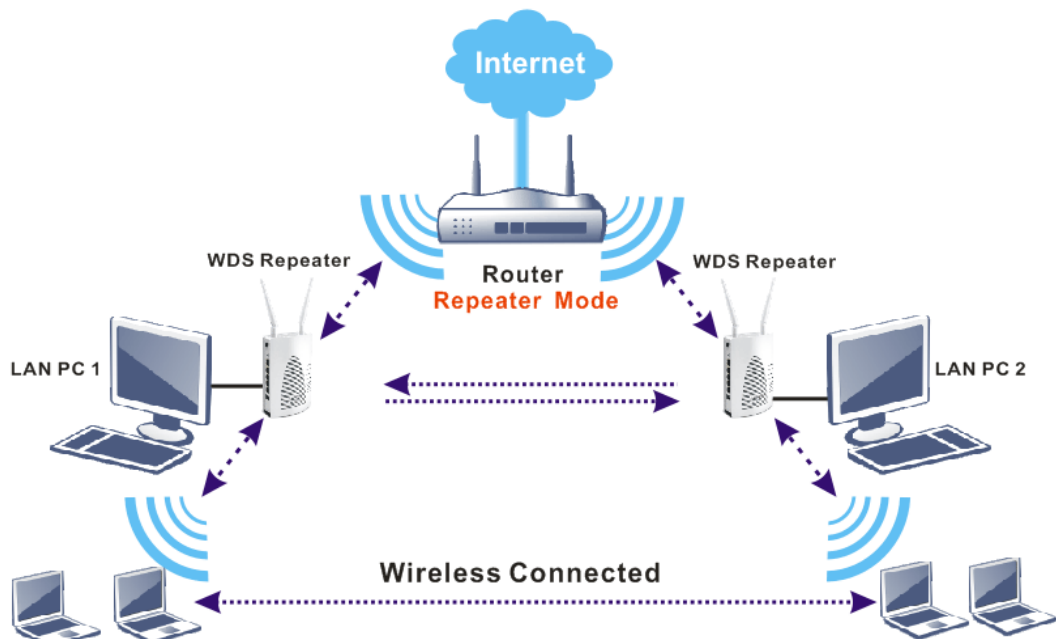 Internet
WDS Repeater
WDS Repeater
Router
Repeater Mode
LAN PC 1
LAN PC 2
Wireless Connected